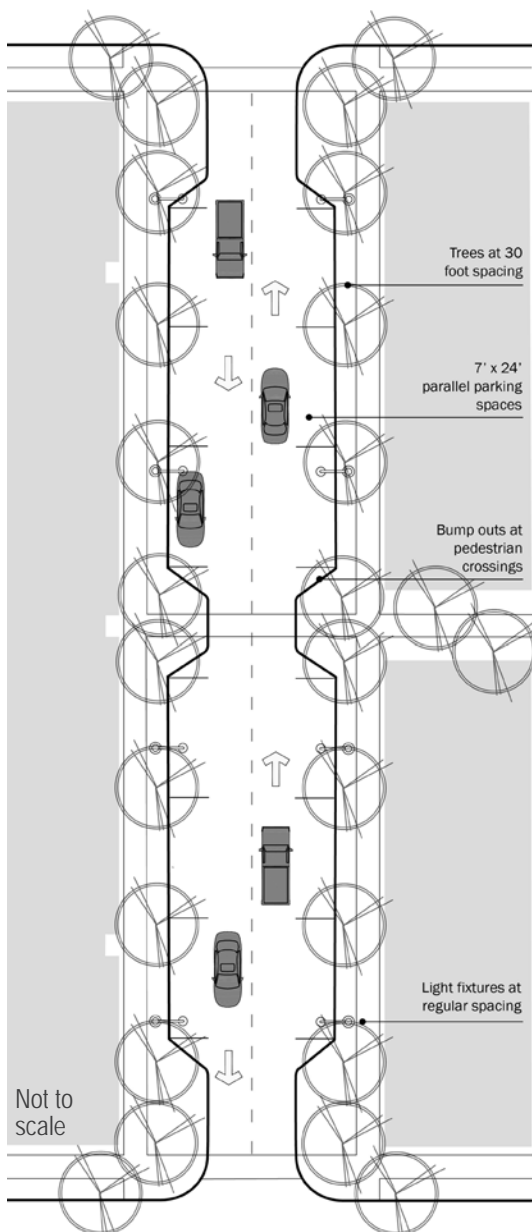 Trees at 30
foot spacing
7' x 24'
parallel parking
spaces
Bump outs at
pedestrian
crossings
Light fixtures at
regular spacing
Not to
scale